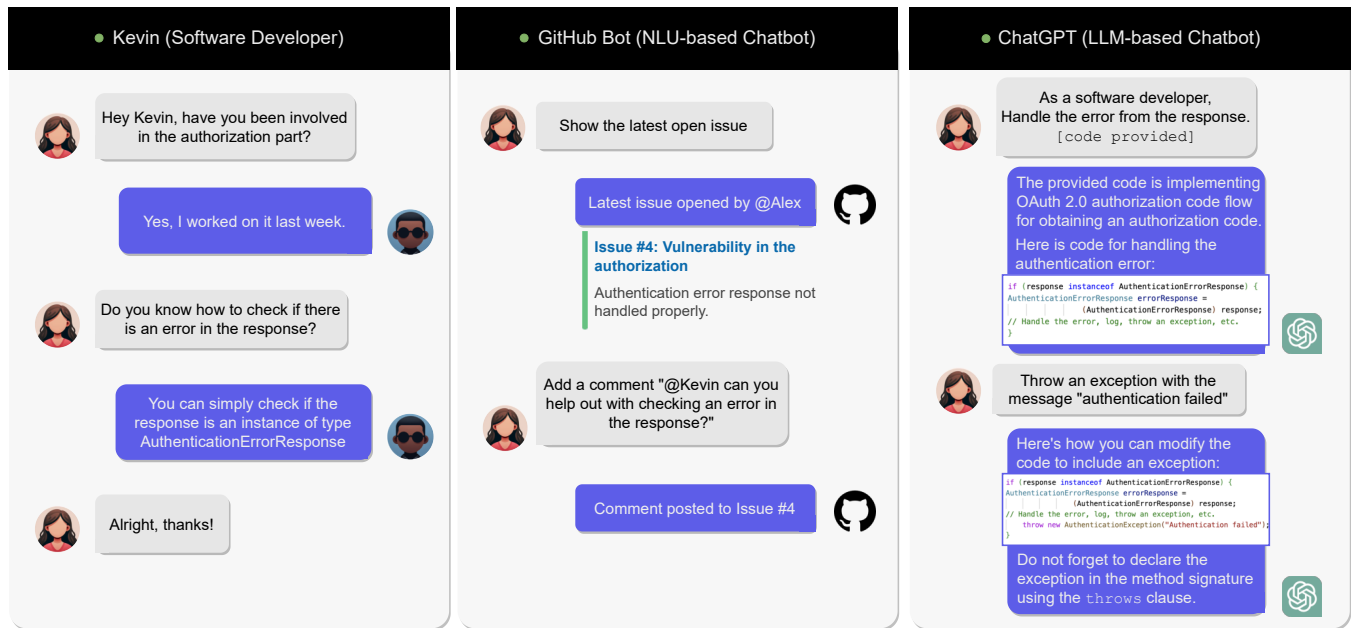 Kevin (Software Developer)
Hey Kevin, have you been involved
in the authorization part?
Yes, I worked on it last week.
Do you know how to check if there
is an error in the response?
You can simply check if the
response is an instance of type
AuthenticationErrorResponse
Alright, thanks!
GitHub Bot (NLU-based Chatbot)
Show the latest open issue
Latest issue opened by @Alex
Issue #4: Vulnerability in the
authorization
Authentication error response not
handled properly.
Add a comment "@Kevin can you
help out with checking an error in
the response?"
Comment posted to Issue #4
ChatGPT (LLM-based Chatbot)
As a software developer,
Handle the error from the response.
[code provided]
The provided code is implementing
OAuth 2.0 authorization code flow
for obtaining an authorization code.
Here is code for handling the
authentication error:
if (response instanceof AuthenticationErrorResponse) {
AuthenticationErrorResponse errorResponse =
(AuthenticationErrorResponse) response;
// Handle the error, log, throw an exception, etc.
}
Throw an exception with the
message "authentication failed"
Here's how you can modify the
code to include an exception:
if (response instanceof AuthenticationErrorResponse) {
AuthenticationErrorResponse errorResponse =
(AuthenticationErrorResponse) response;
// Handle the error, log, throw an exception, etc.
throw new AuthenticationException("Authentication failed");
}
Do not forget to declare the
exception in the method signature
using the throws clause.